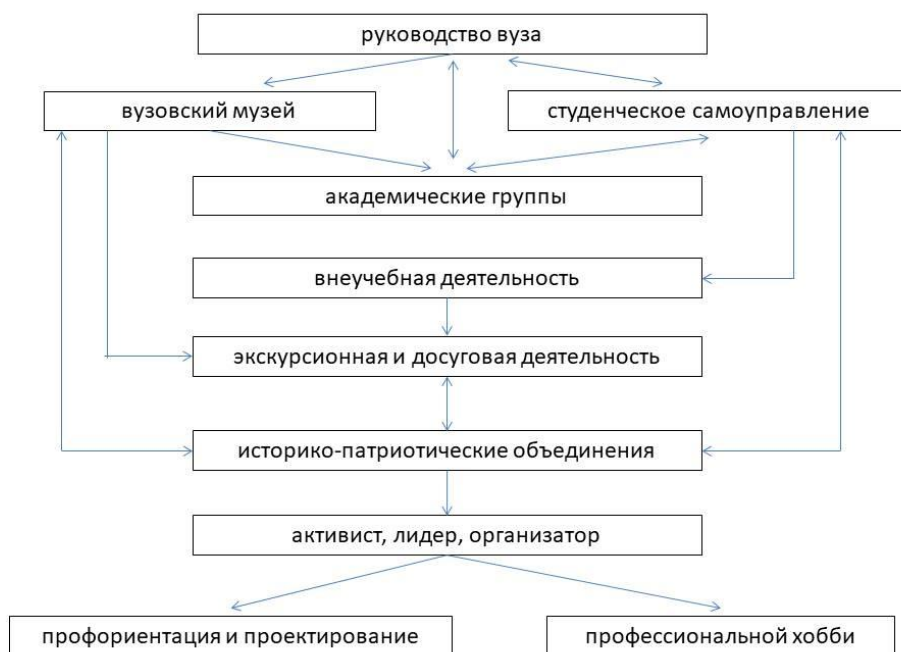 руководство вуза
вузовский музей
студенческое самоуправление
академические группы
внеучебная деятельность
экскурсионная и досуговая деятельность
историко-патриотические объединения
активист, лидер, организатор
профориентация и проектирование
профессиональной хобби